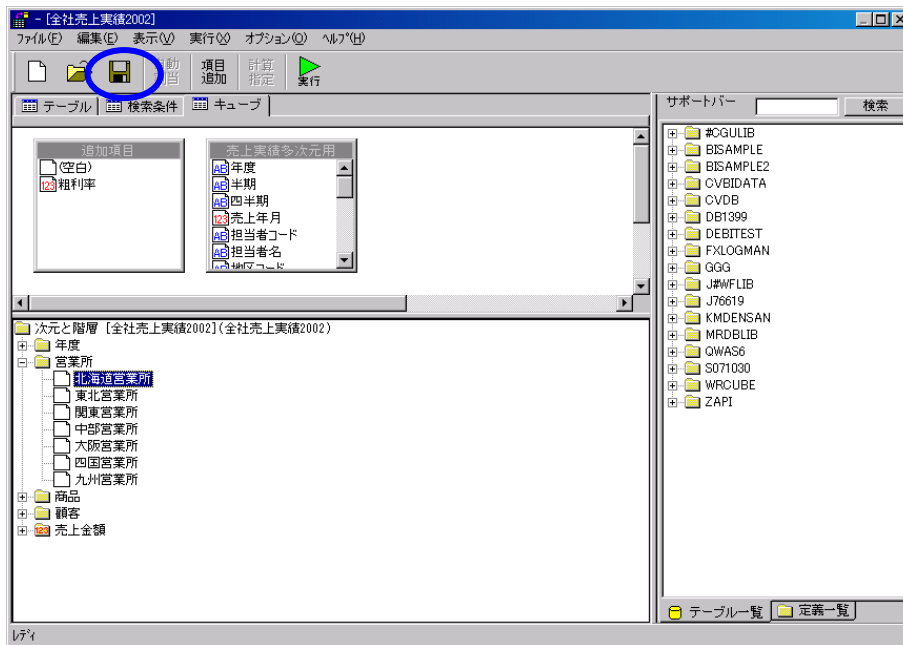 - [全社売上実績2002]
ファイル(F) 編集(E) 表示(V) 実行(X) オプション(O) ヘルプ(H)
項目追加 計算指定 実行
テーブル 検索条件 キューブ
サポートバー 検索
追加項目
(空白)
粗利率
売上実績多次元用
年度
半期
四半期
売上年月
担当者コード
担当者名
地区コード
次元と階層 [全社売上実績2002](全社売上実績2002)
年度
営業所
北海道営業所
東北営業所
関東営業所
中部営業所
大阪営業所
四国営業所
九州営業所
商品
顧客
売上金額
#CGULIB
BISAMPLE
BISAMPLE2
CVBIDATA
CVDB
DB1399
DEBITEST
FXLOGMAN
GGG
J#WFLIB
J76619
KMDENSAN
MRDBLIB
QWAS6
S071030
WRCUBE
ZAPI
テーブル一覧 定義一覧
レディ